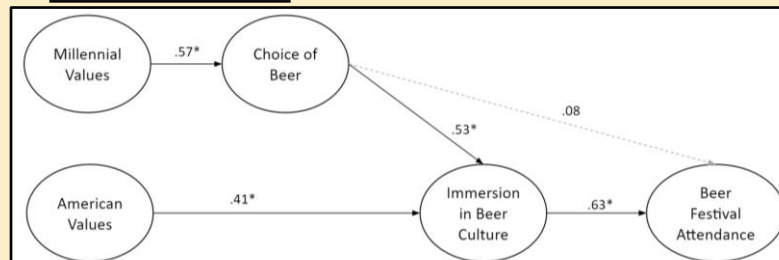 Millennial
Values
.57*
Choice of
Beer
.08
.53*
American
Values
.41*
Immersion
in Beer
Culture
.63*
Beer
Festival
Attendance